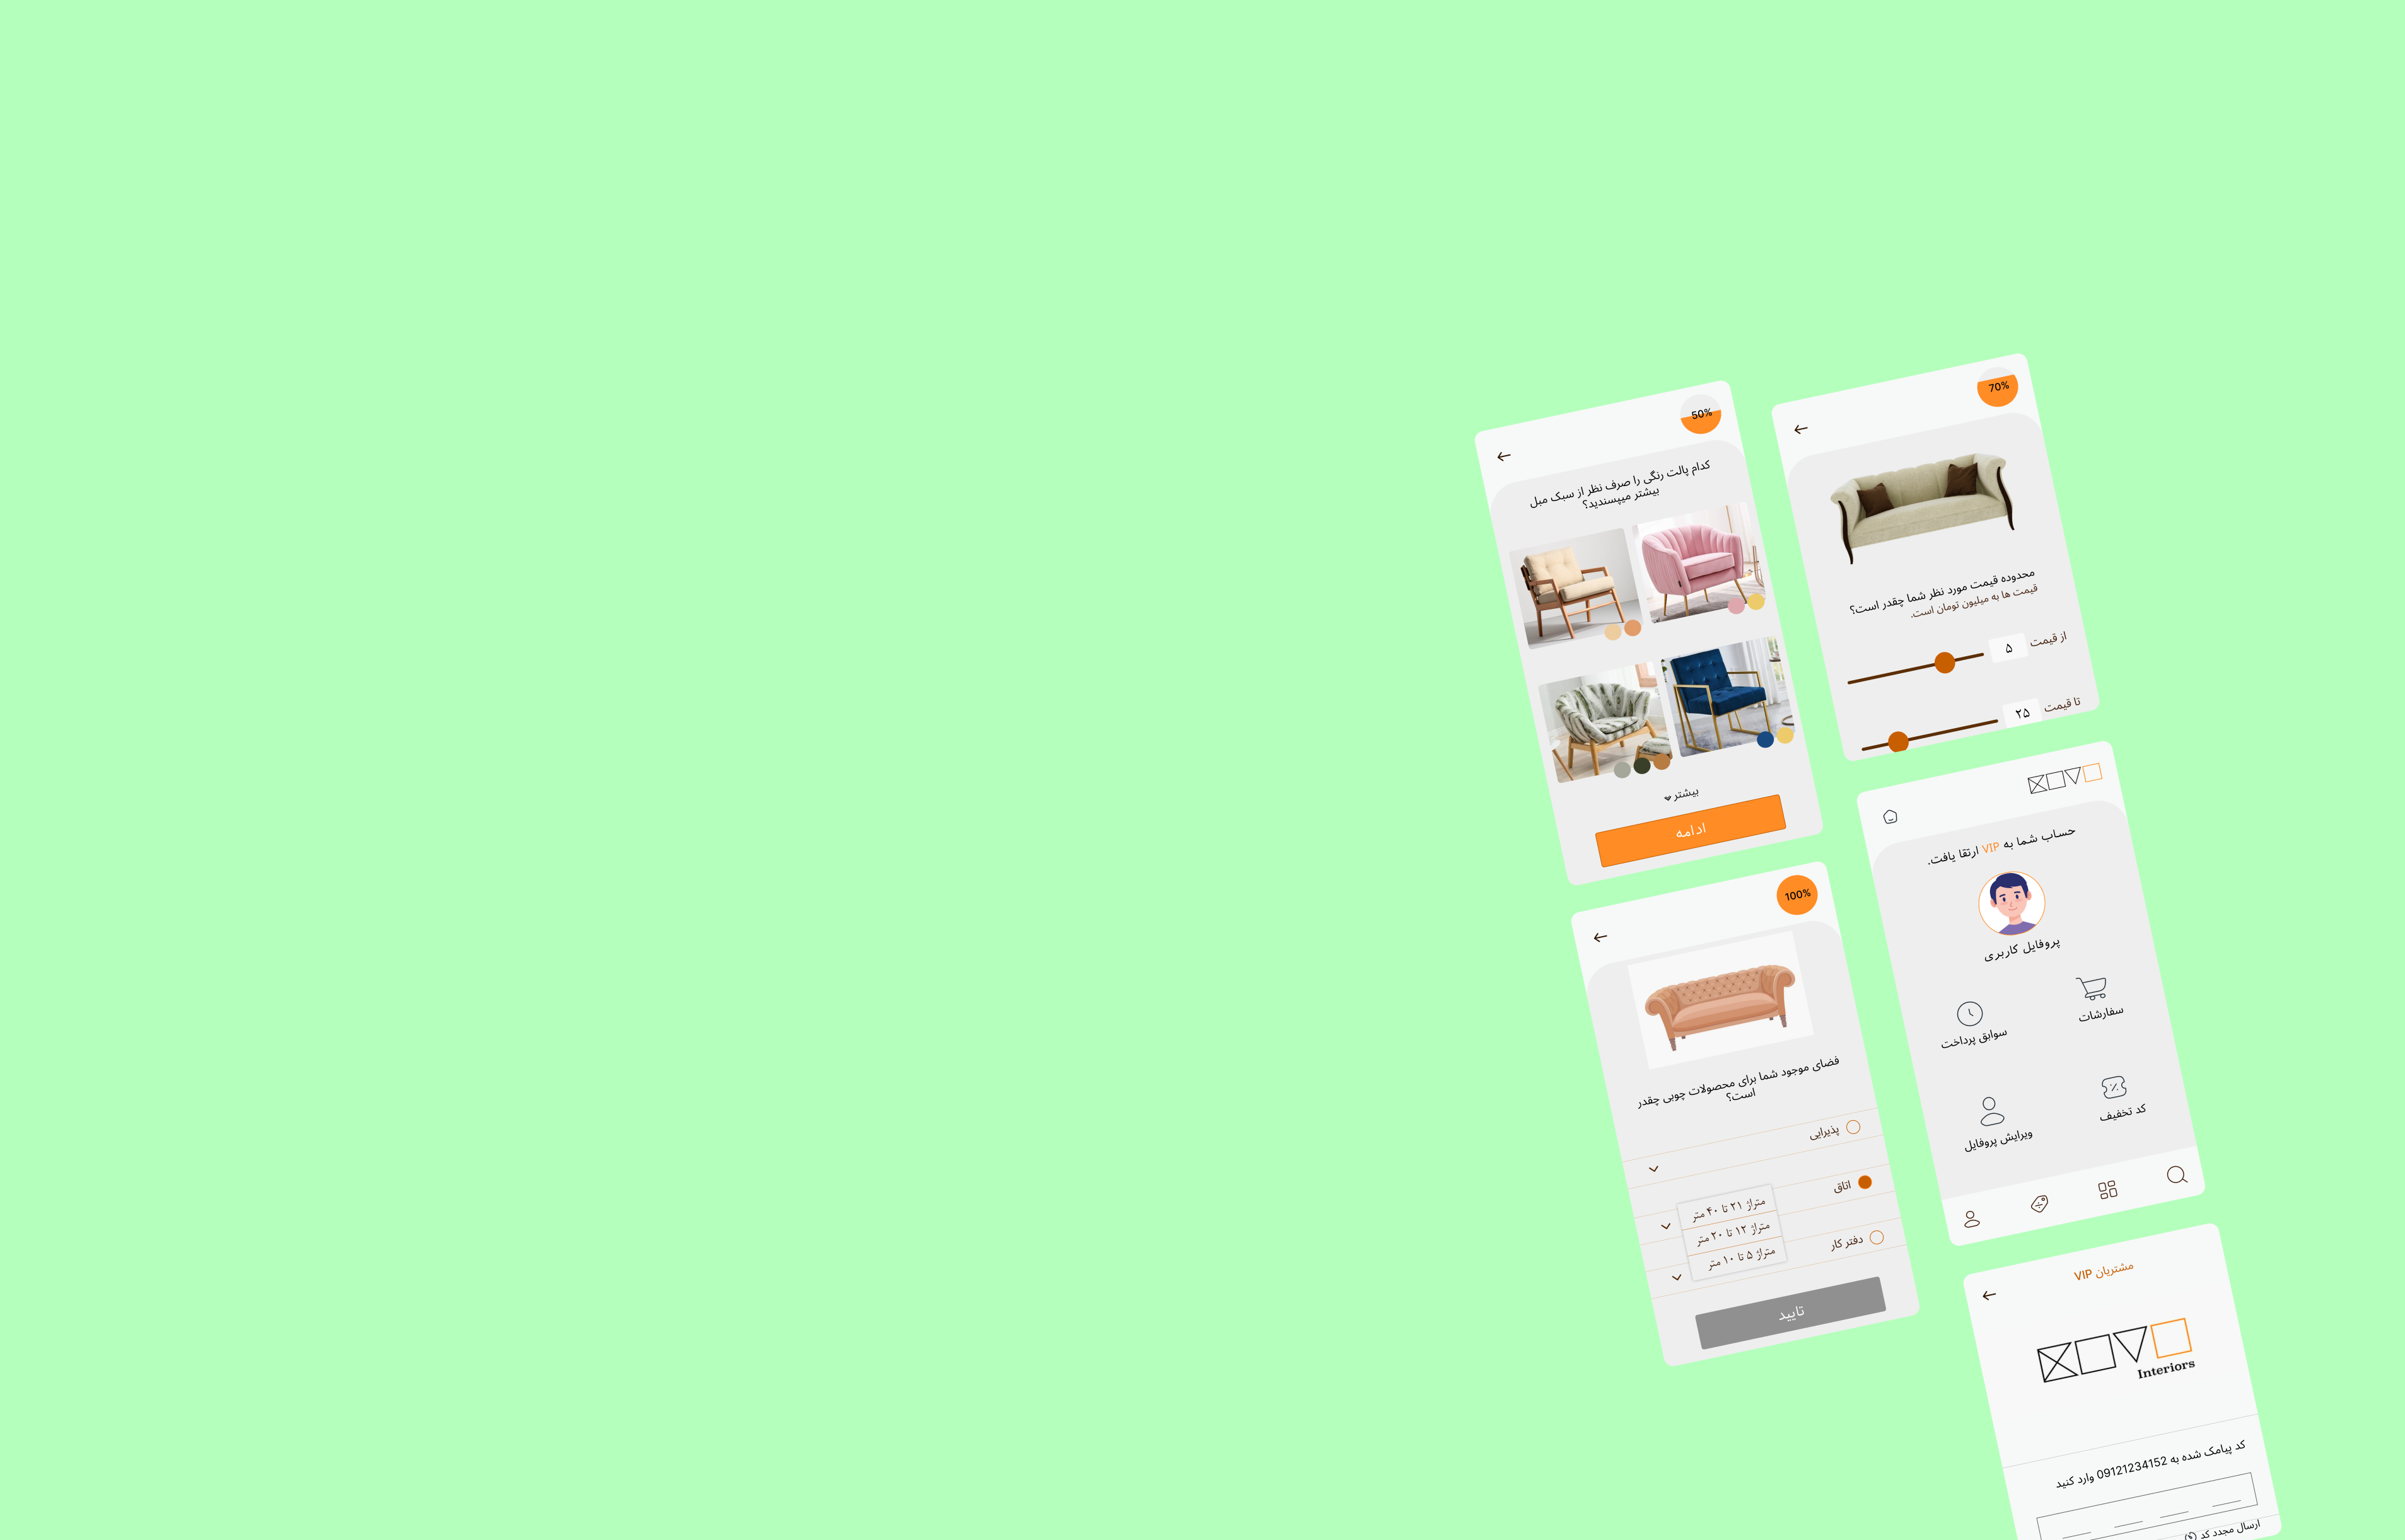 50%
کدام پالت رنگی را صرف نظر از سبک مبل
بیشتر میپسندید؟
بیشتر
ادامه
70%
محدوده قیمت مورد نظر شما چقدر است؟
قیمت ها به میلیون تومان است.
از قیمت
۵
تا قیمت
۲۵
100%
فضای موجود شما برای محصولات چوبی چقدر
است؟
پذیرایی
اتاق
متراژ ۲۱ تا ۴۰ متر
متراژ ۱۲ تا ۲۰ متر
متراژ ۵ تا ۱۰ متر
دفتر کار
تایید
حساب شما به VIP ارتقا یافت.
پروفایل کاربری
سفارشات
سوابق پرداخت
کد تخفیف
ویرایش پروفایل
مشتریان VIP
Interiors
کد پیامک شده به 09121234152 وارد کنید
ارسال مجدد کد